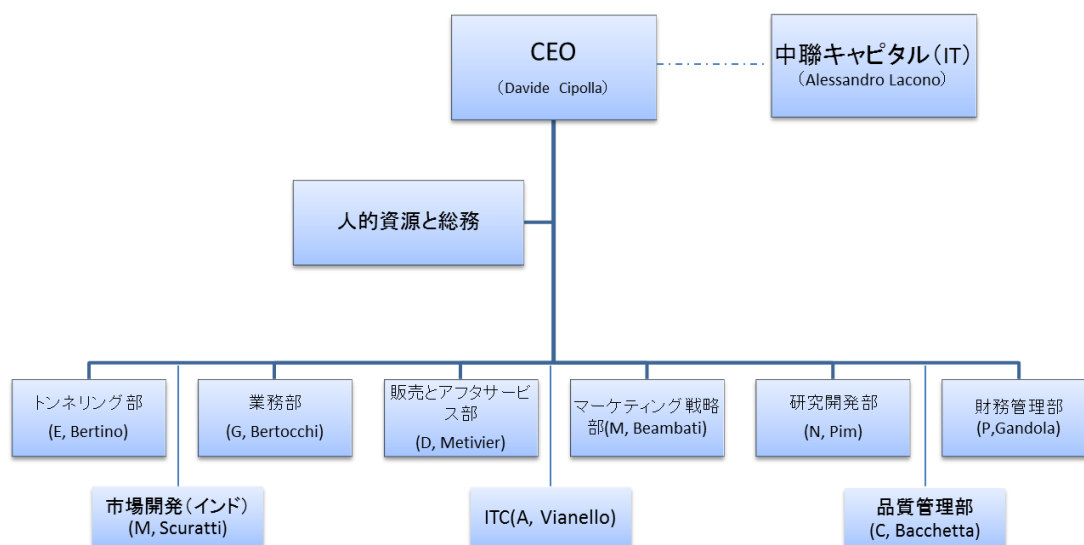 CEO
（Davide Cipolla）
中聯キャピタル（IT）
（Alessandro Lacono）
人的資源と総務
トンネリング部
(E, Bertino)
業務部
(G, Bertocchi)
販売とアフタサービ
ス部
(D, Metivier)
マーケティング戦略
部(M, Beambati)
研究開発部
(N, Pim)
財務管理部
(P,Gandola)
市場開発（インド）
(M, Scuratti)
ITC(A, Vianello)
品質管理部
(C, Bacchetta)